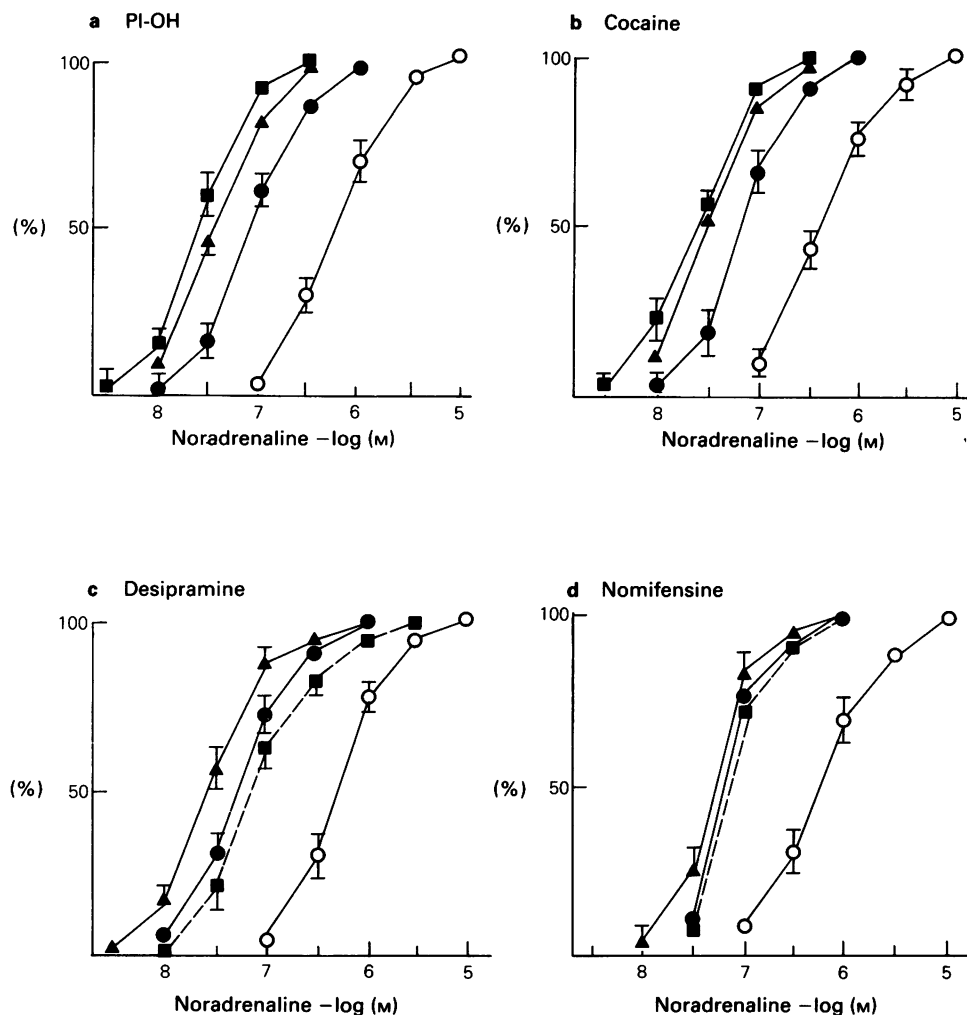 a PI-OH
100
50
(%)
8 7 6 5
Noradrenaline –log (M)
b Cocaine
100
50
(%)
8 7 6 5
Noradrenaline –log (M)
c Desipramine
100
50
(%)
8 7 6 5
Noradrenaline –log (M)
d Nomifensine
100
50
(%)
8 7 6 5
Noradrenaline –log (M)